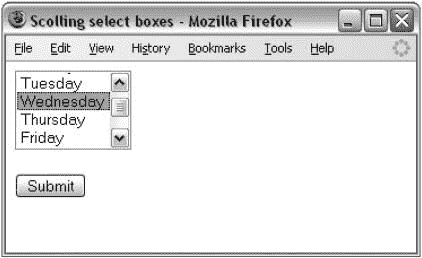 Scolling select boxes - Mozilla Firefox
File Edit View History Bookmarks Tools Help
Tuesday
Wednesday
Thursday
Friday
Submit